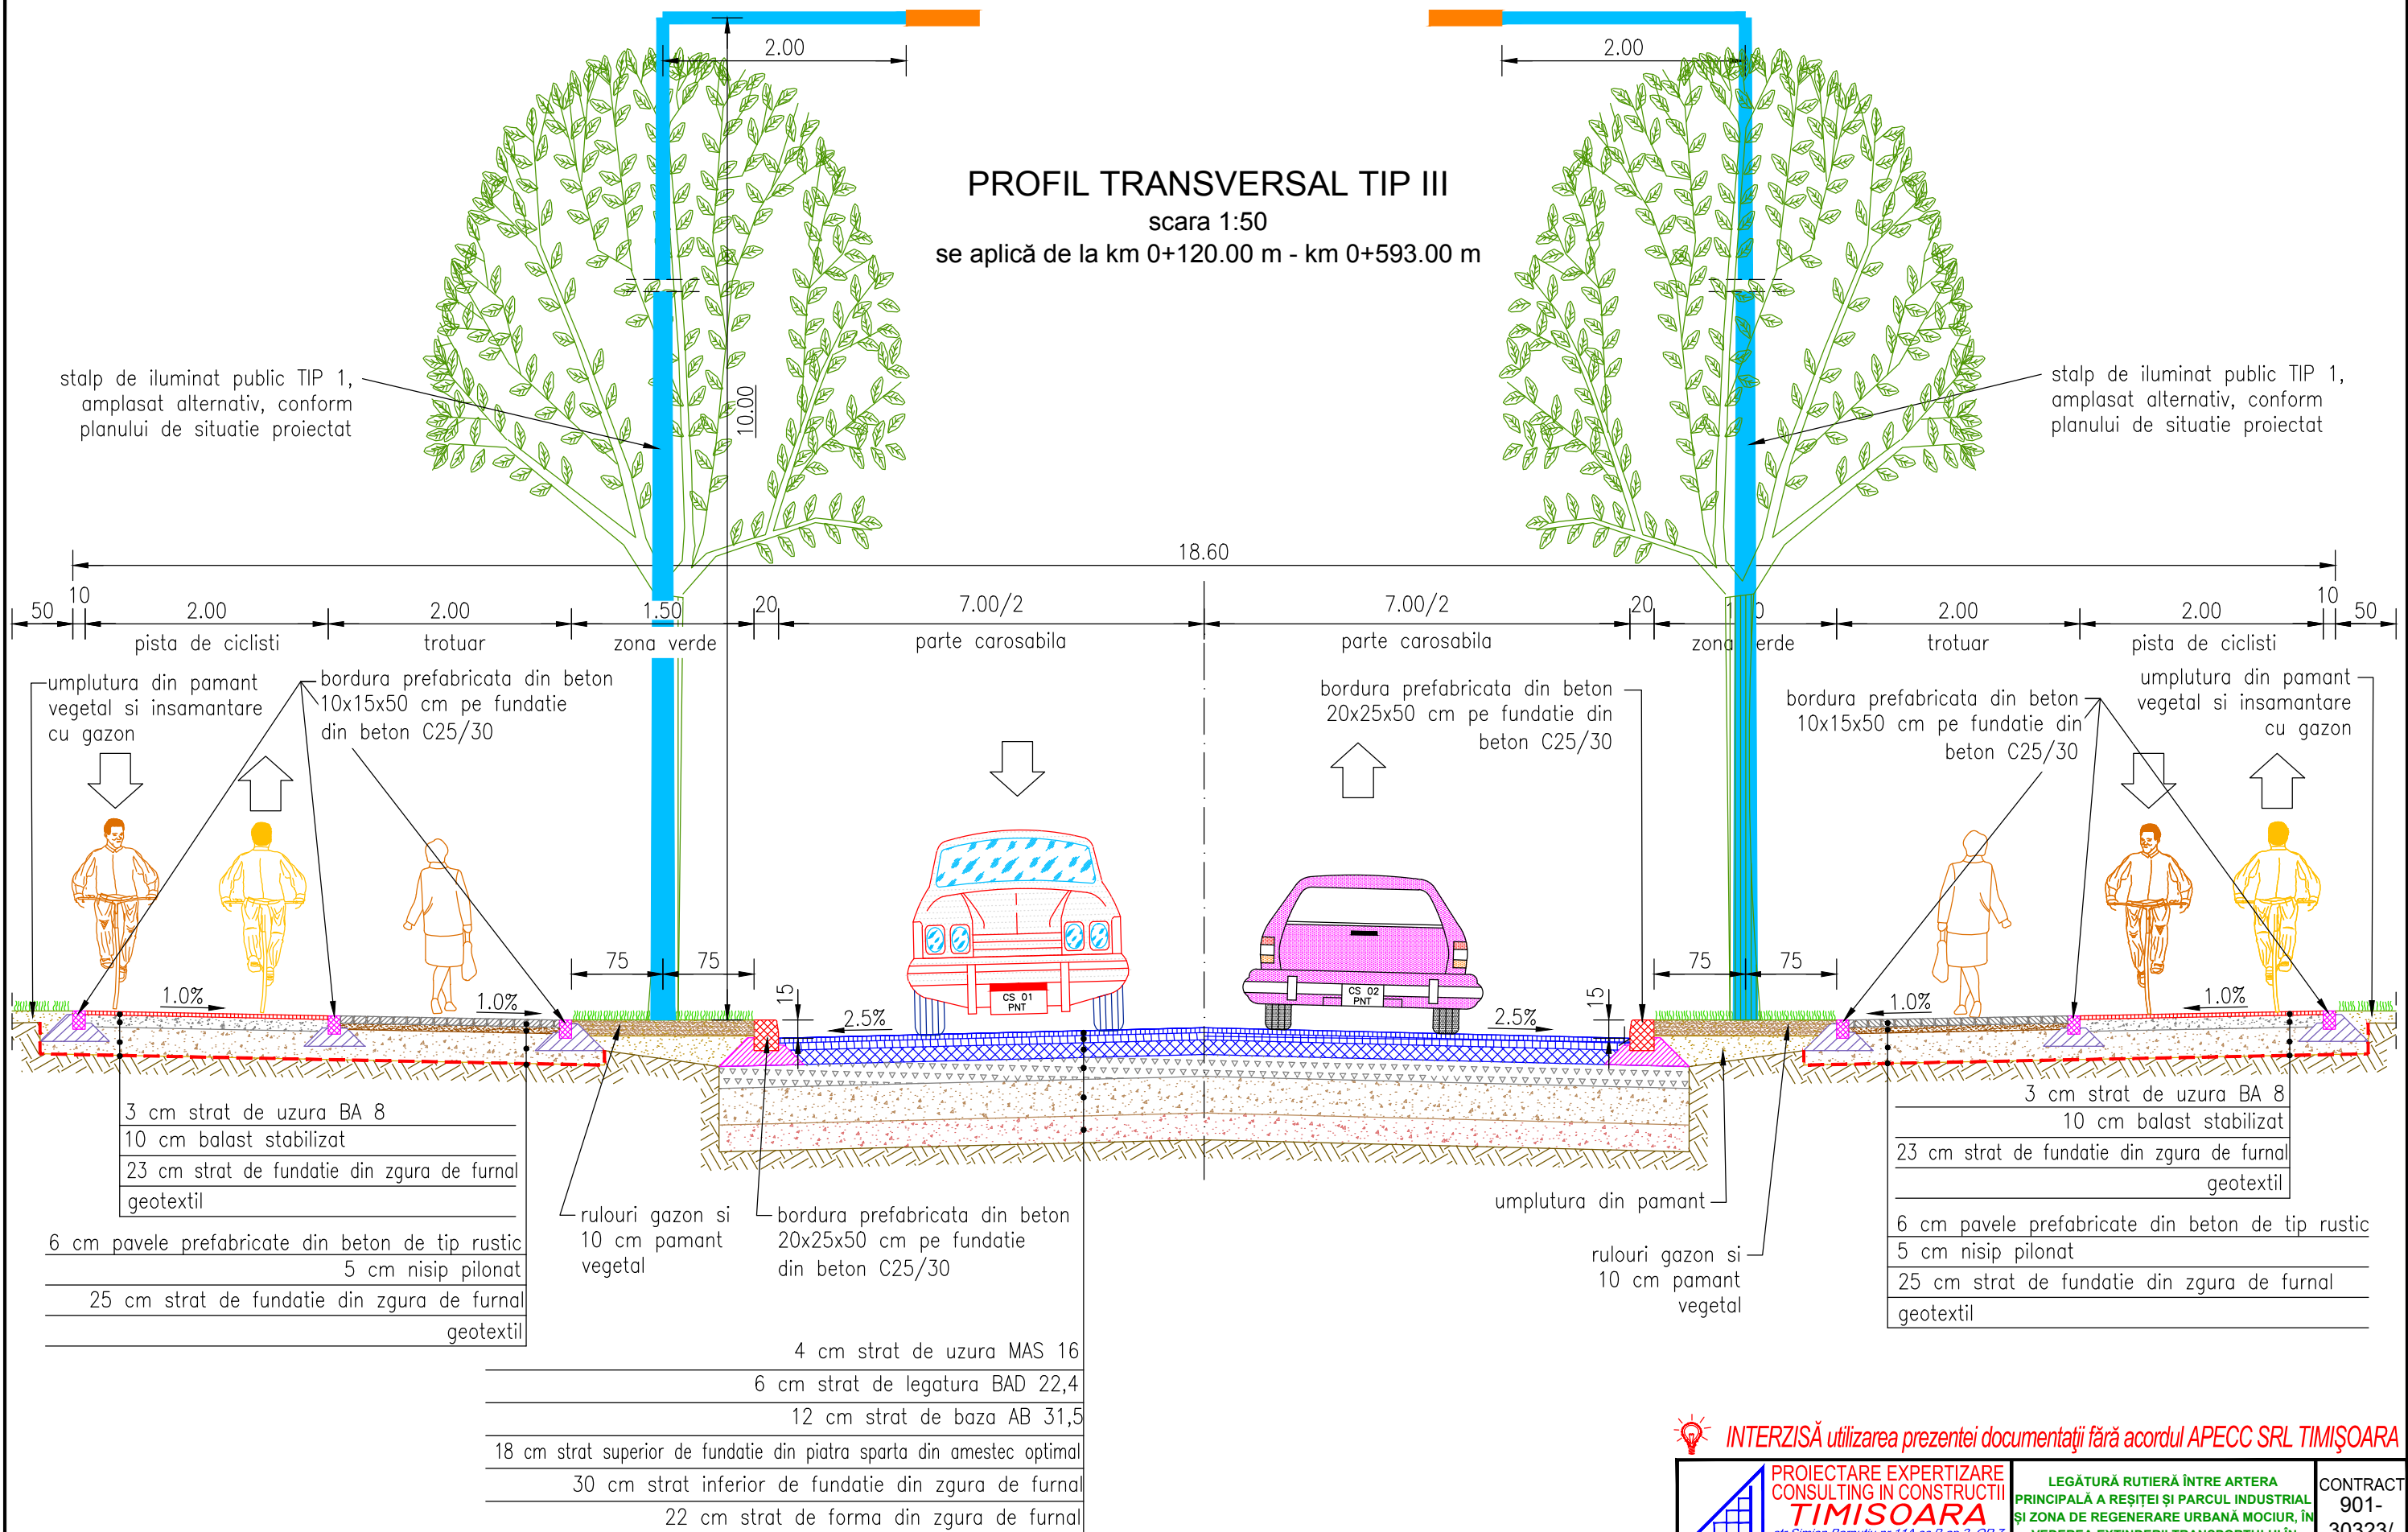 2.00
2.00
PROFIL TRANSVERSAL TIP III
scara 1:50
se aplică de la km 0+120.00 m - km 0+593.00 m
stalp de iluminat public TIP 1,
amplasat alternativ, conform
planului de situatie proiectat
10.00
stalp de iluminat public TIP 1,
amplasat alternativ, conform
planului de situatie proiectat
18.60
50
10
2.00
2.00
1.50
20
7.00/2
7.00/2
20
2.00
2.00
10
50
pista de ciclisti
trotuar
zona verde
parte carosabila
parte carosabila
zona verde
trotuar
pista de ciclisti
umplutura din pamant
vegetal si insamantare
cu gazon
bordura prefabricata din beton
10x15x50 cm pe fundatie
din beton C25/30
bordura prefabricata din beton
20x25x50 cm pe fundatie din
beton C25/30
bordura prefabricata din beton
10x15x50 cm pe fundatie din
beton C25/30
umplutura din pamant
vegetal si insamantare
cu gazon
75
75
75
75
1.0%
1.0%
15
2.5%
CS 01
PNT
CS 02
PNT
2.5%
15
1.0%
1.0%
3 cm strat de uzura BA 8
10 cm balast stabilizat
23 cm strat de fundatie din zgura de furnal
geotextil
6 cm pavele prefabricate din beton de tip rustic
5 cm nisip pilonat
25 cm strat de fundatie din zgura de furnal
geotextil
rulouri gazon si
10 cm pamant
vegetal
bordura prefabricata din beton
20x25x50 cm pe fundatie
din beton C25/30
umplutura din pamant
rulouri gazon si
10 cm pamant
vegetal
3 cm strat de uzura BA 8
10 cm balast stabilizat
23 cm strat de fundatie din zgura de furnal
geotextil
6 cm pavele prefabricate din beton de tip rustic
5 cm nisip pilonat
25 cm strat de fundatie din zgura de furnal
geotextil
4 cm strat de uzura MAS 16
6 cm strat de legatura BAD 22,4
12 cm strat de baza AB 31,5
18 cm strat superior de fundatie din piatra sparta din amestec optimal
30 cm strat inferior de fundatie din zgura de furnal
22 cm strat de forma din zgura de furnal
INTERZISĂ utilizarea prezentei documentaţii fără acordul APECC SRL TIMIŞOARA
PROIECTARE EXPERTIZARE
CONSULTING IN CONSTRUCTII
TIMISOARA
LEGĂTURĂ RUTIERĂ ÎNTRE ARTERA
PRINCIPALĂ A REȘIȚEI ȘI PARCUL INDUSTRIAL
ȘI ZONA DE REGENERARE URBANĂ MOCIUR, ÎN
CONTRACT
901-
30323/